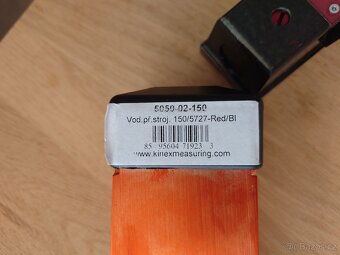 5050-02-150
Vod.př.stroj. 150/5727-Red/Bl
85 95604 71923 3
www.kinexmeasuring.com